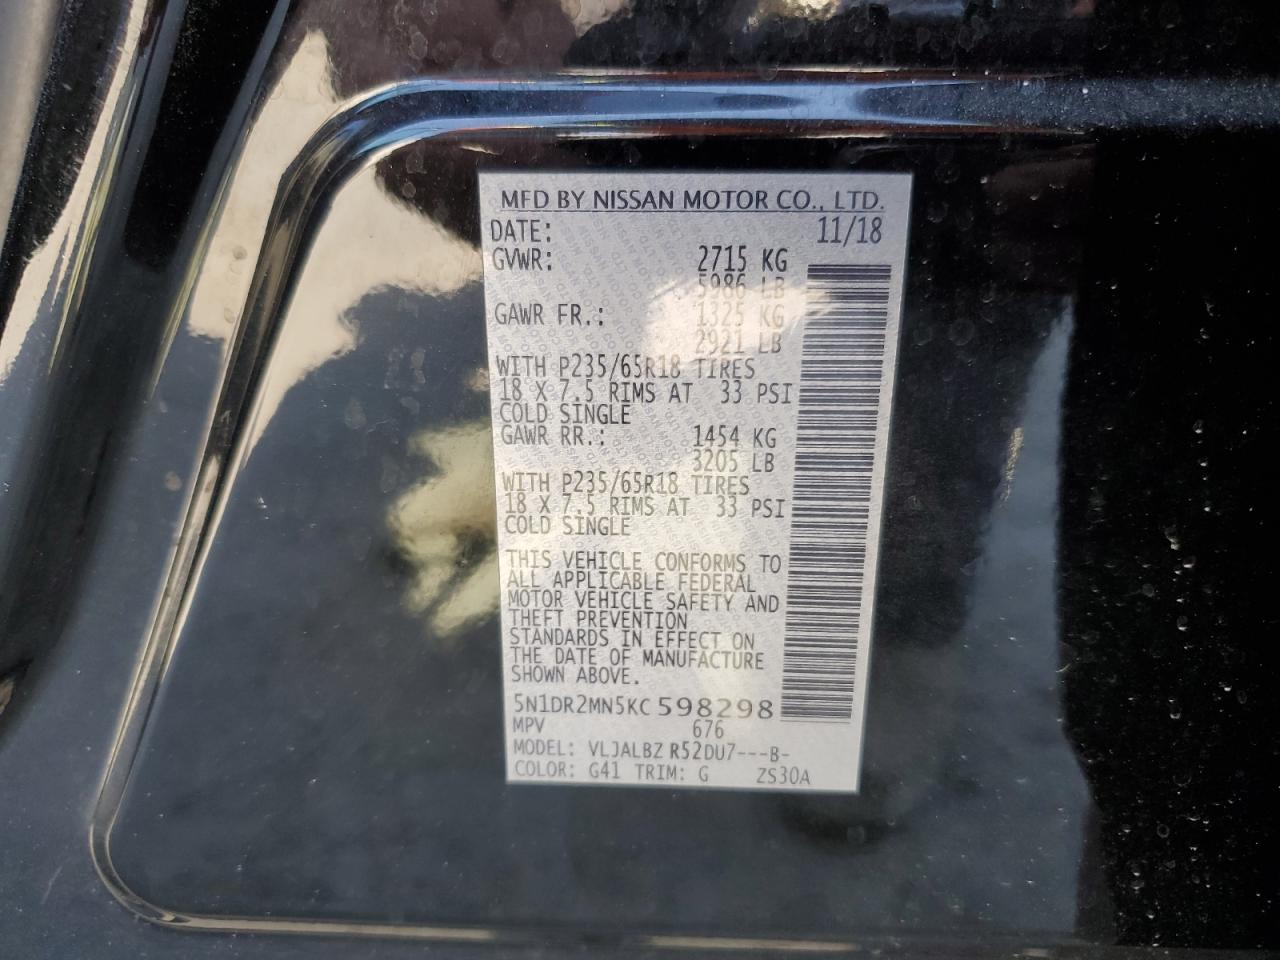 MFD BY NISSAN MOTOR CO., LTD.
DATE: 11/18
GVWR: 2715 KG
5986 LB
GAWR FR.: 1325 KG
2921 LB
WITH P235/65R18 TIRES
18 X 7.5 RIMS AT 33 PSI
COLD SINGLE
GAWR RR.: 1454 KG
3205 LB
WITH P235/65R18 TIRES
18 X 7.5 RIMS AT 33 PSI
COLD SINGLE
THIS VEHICLE CONFORMS TO
ALL APPLICABLE FEDERAL
MOTOR VEHICLE SAFETY AND
THEFT PREVENTION
STANDARDS IN EFFECT ON
THE DATE OF MANUFACTURE
SHOWN ABOVE.
5N1DR2MN5KC598298
MPV 676
MODEL: VLJALBZ R52DU7---B-
COLOR: G41 TRIM: G ZS30A